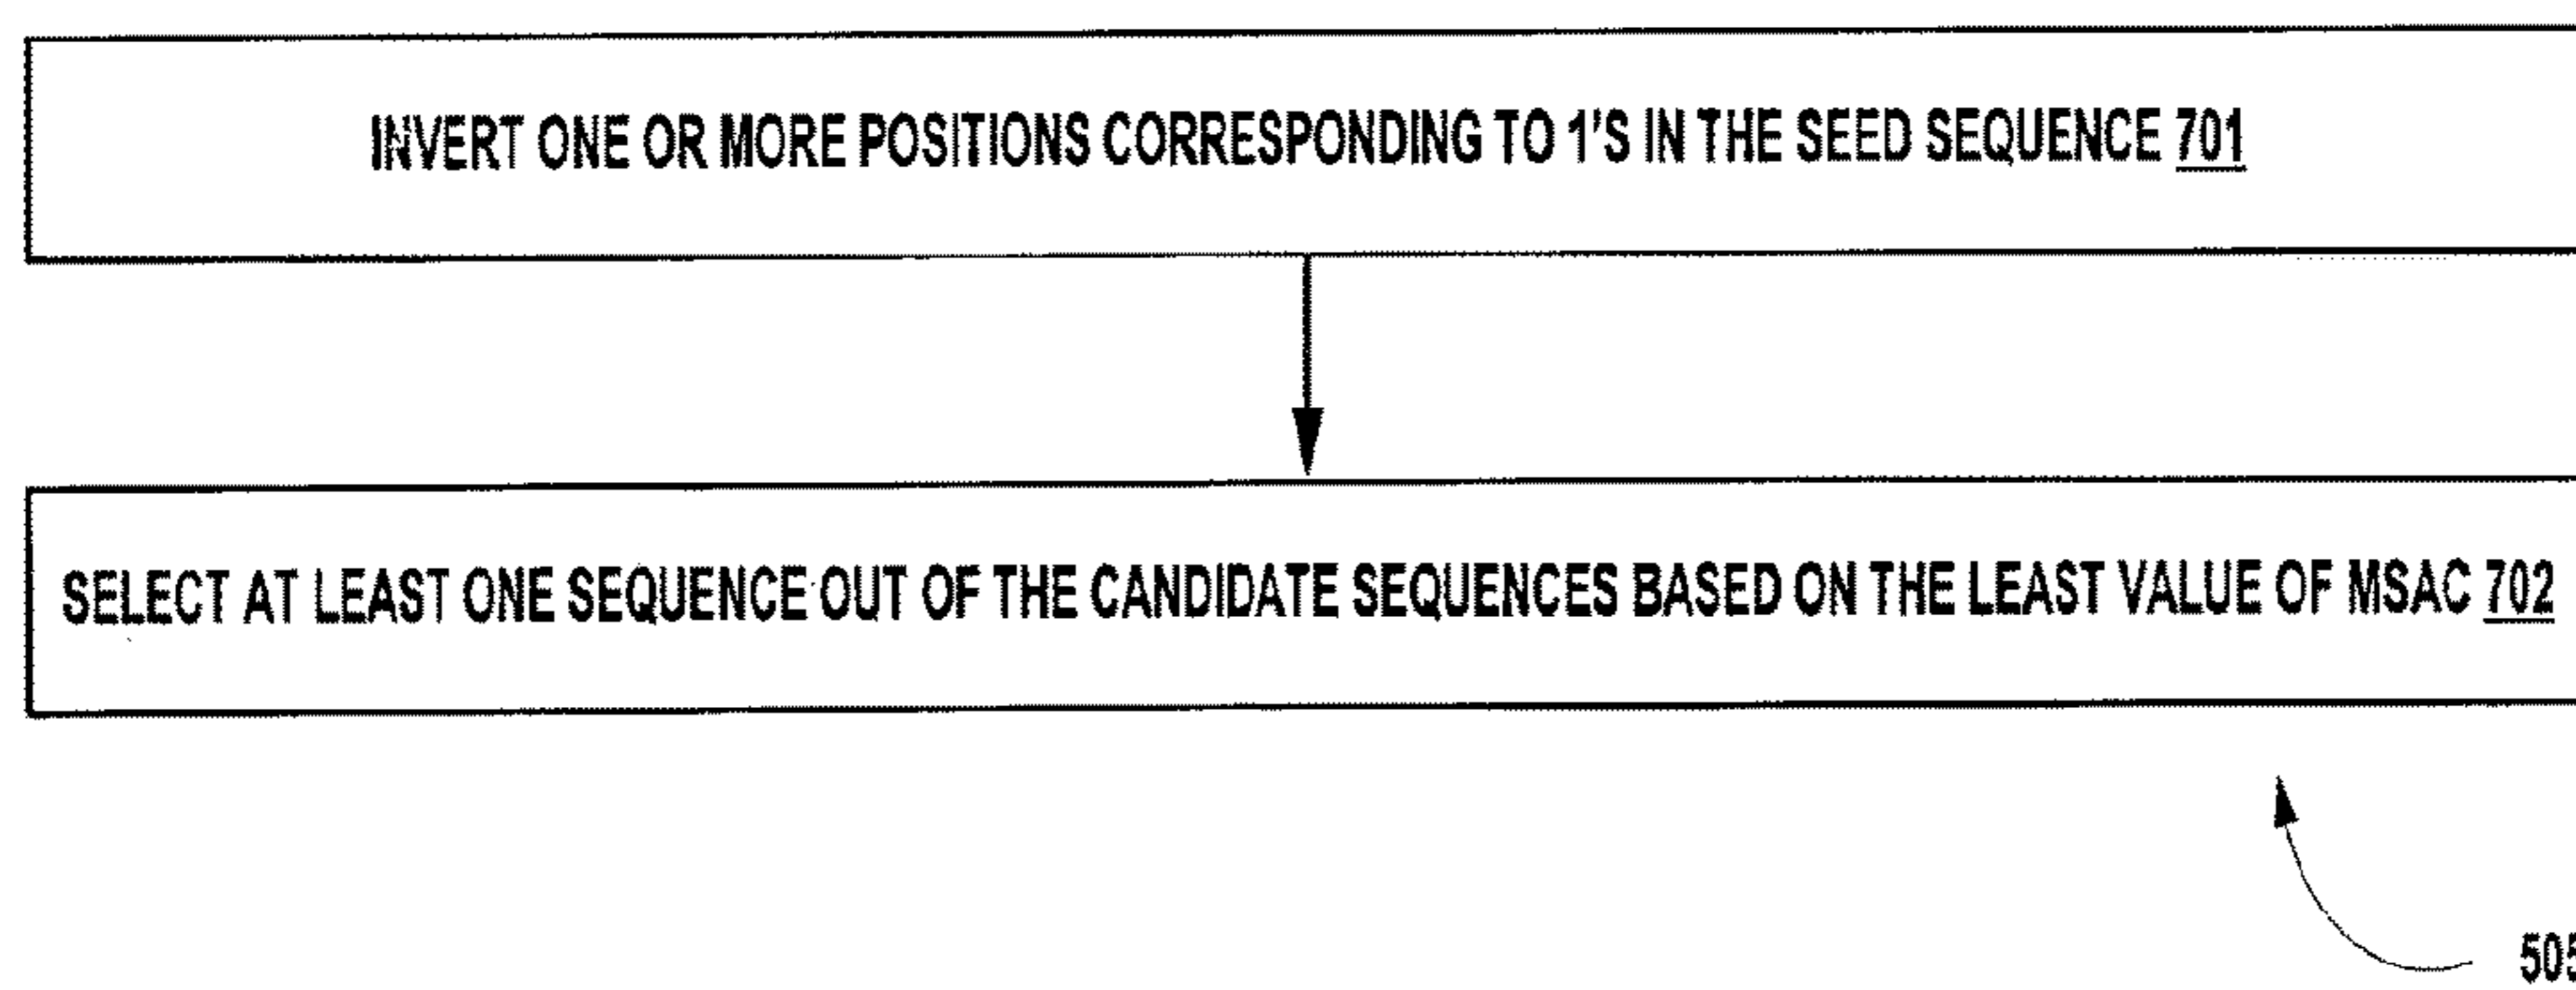 INVERT ONE OR MORE POSITIONS CORRESPONDING TO 1'S IN THE SEED SEQUENCE 701
SELECT AT LEAST ONE SEQUENCE OUT OF THE CANDIDATE SEQUENCES BASED ON THE LEAST VALUE OF MSAC 702
505